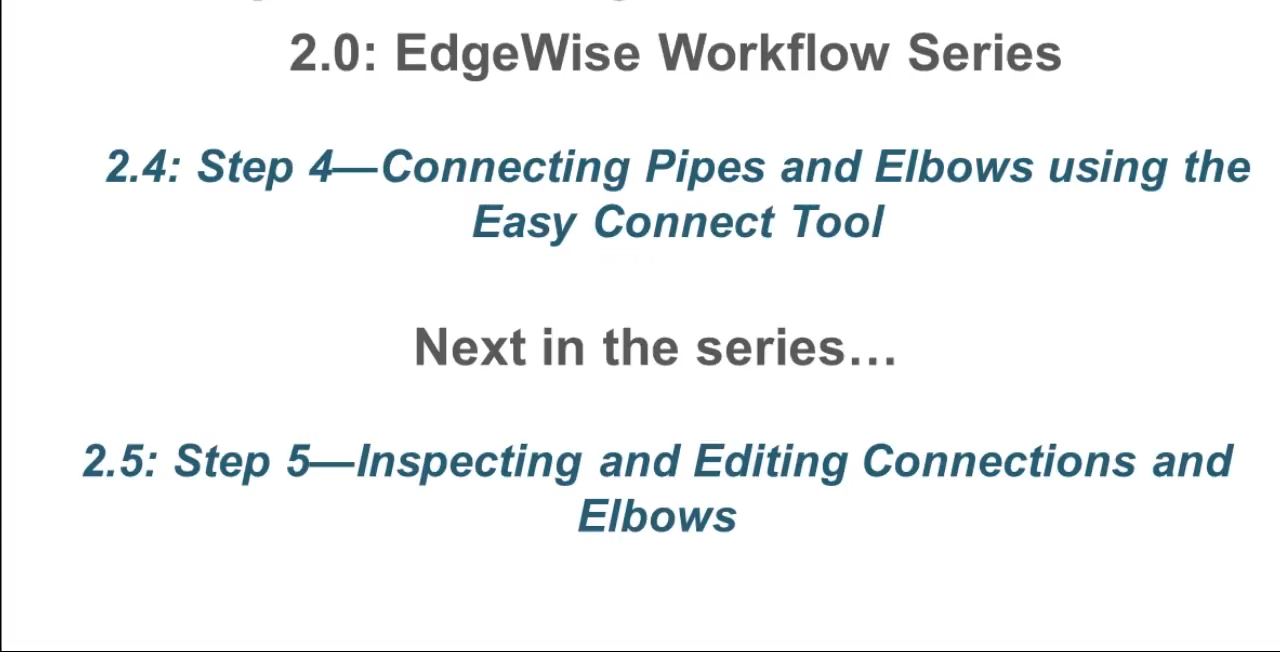 2.0: EdgeWise Workflow Series
2.4: Step 4—Connecting Pipes and Elbows using the
Easy Connect Tool
Next in the series…
2.5: Step 5—Inspecting and Editing Connections and
Elbows